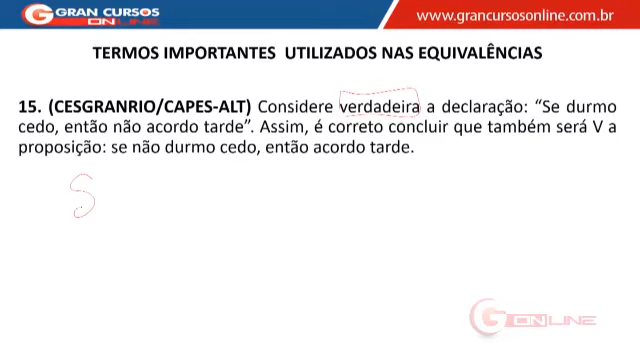 GRAN CURSOS
ONLINE
www.grancursosonline.com.br
TERMOS IMPORTANTES UTILIZADOS NAS EQUIVALÊNCIAS
15. (CESGRANRIO/CAPES-ALT) Considere verdadeira a declaração: “Se durmo
cedo, então não acordo tarde”. Assim, é correto concluir que também será V a
proposição: se não durmo cedo, então acordo tarde.
S
ONLINE